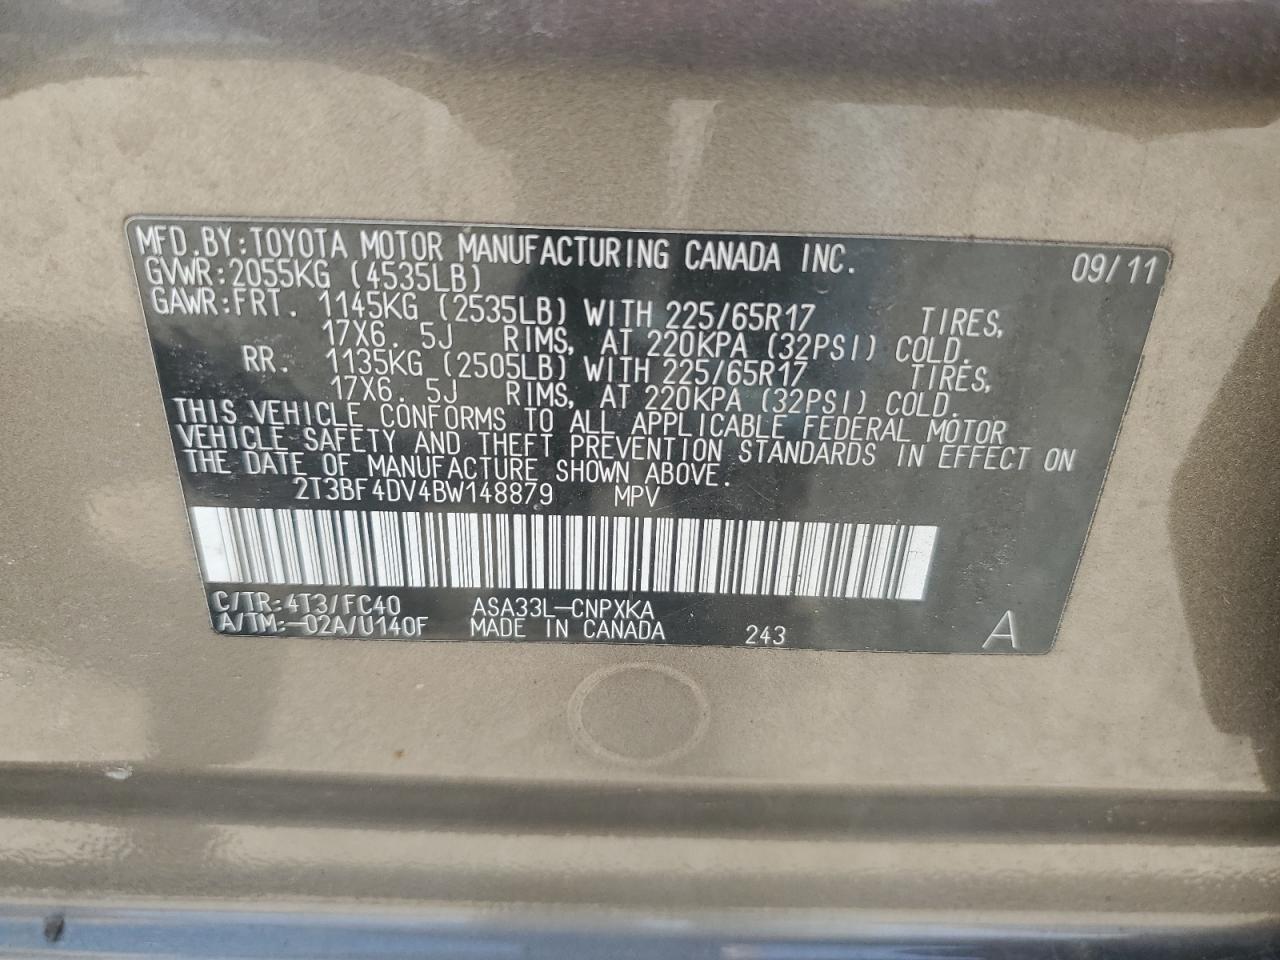 MFD.BY:TOYOTA MOTOR MANUFACTURING CANADA INC. 09/11
GVWR:2055KG (4535LB)
GAWR:FRT. 1145KG (2535LB) WITH 225/65R17 TIRES,
17X6. 5J RIMS, AT 220KPA (32PSI) COLD.
RR. 1135KG (2505LB) WITH 225/65R17 TIRES,
17X6. 5J RIMS, AT 220KPA (32PSI) COLD.
THIS VEHICLE CONFORMS TO ALL APPLICABLE FEDERAL MOTOR
VEHICLE SAFETY AND THEFT PREVENTION STANDARDS IN EFFECT ON
THE DATE OF MANUFACTURE SHOWN ABOVE.
2T3BF4DV4BW148879 MPV
C/TR:4T3/FC40 ASA33L-CNPXKA
A/TM:-02A/U140F MADE IN CANADA 243 A